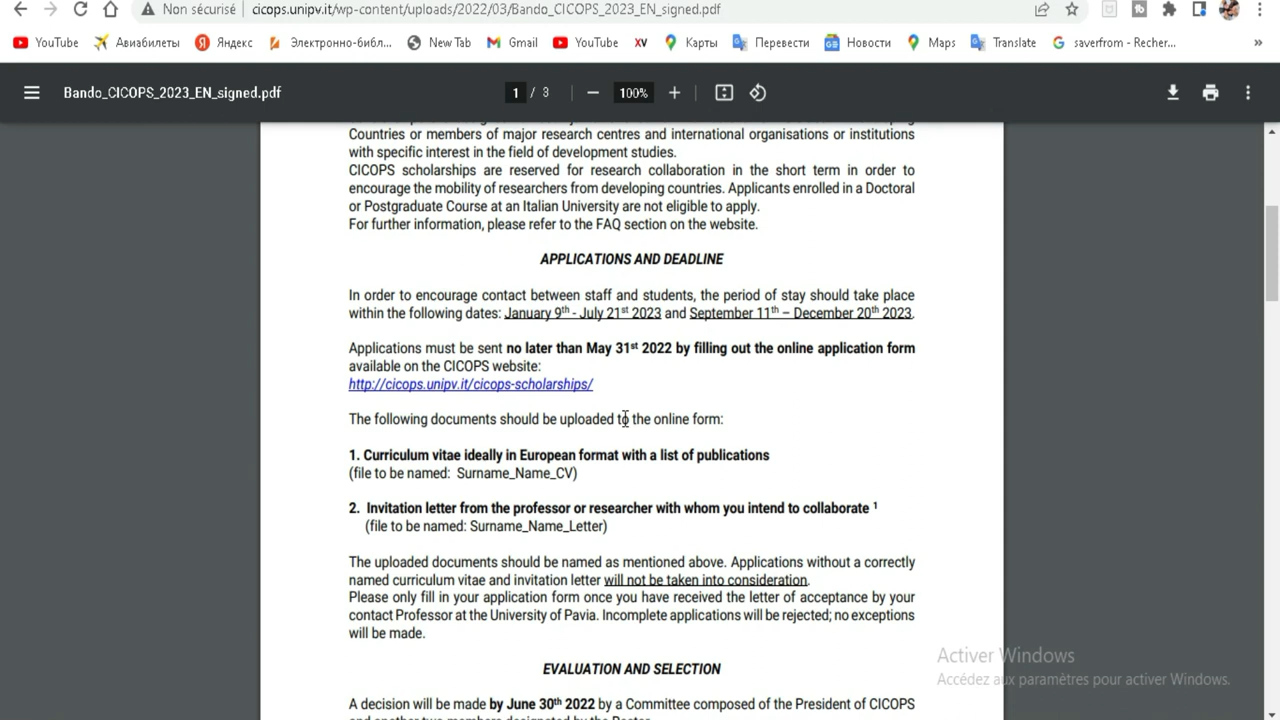 Non sécurisé
cicops.unipv.it/wp-content/uploads/2022/03/Bando_CICOPS_2023_EN_signed.pdf
YouTube Авиабилеты Яндекс Электронно-библ... New Tab Gmail YouTube XV Карты Перевести Новости Maps Translate saverfrom - Recher... »
Bando_CICOPS_2023_EN_signed.pdf
1 / 3
100%
Countries or members of major research centres and international organisations or institutions
with specific interest in the field of development studies.
CICOPS scholarships are reserved for research collaboration in the short term in order to
encourage the mobility of researchers from developing countries. Applicants enrolled in a Doctoral
or Postgraduate Course at an Italian University are not eligible to apply.
For further information, please refer to the FAQ section on the website.
APPLICATIONS AND DEADLINE
In order to encourage contact between staff and students, the period of stay should take place
within the following dates: January 9th - July 21st 2023 and September 11th – December 20th 2023.
Applications must be sent no later than May 31st 2022 by filling out the online application form
available on the CICOPS website:
http://cicops.unipv.it/cicops-scholarships/
The following documents should be uploaded to the online form:
1. Curriculum vitae ideally in European format with a list of publications
(file to be named: Surname_Name_CV)
2. Invitation letter from the professor or researcher with whom you intend to collaborate 1
(file to be named: Surname_Name_Letter)
The uploaded documents should be named as mentioned above. Applications without a correctly
named curriculum vitae and invitation letter will not be taken into consideration.
Please only fill in your application form once you have received the letter of acceptance by your
contact Professor at the University of Pavia. Incomplete applications will be rejected; no exceptions
will be made.
EVALUATION AND SELECTION
A decision will be made by June 30th 2022 by a Committee composed of the President of CICOPS
Activer Windows
Accédez aux paramètres pour activer Windows.